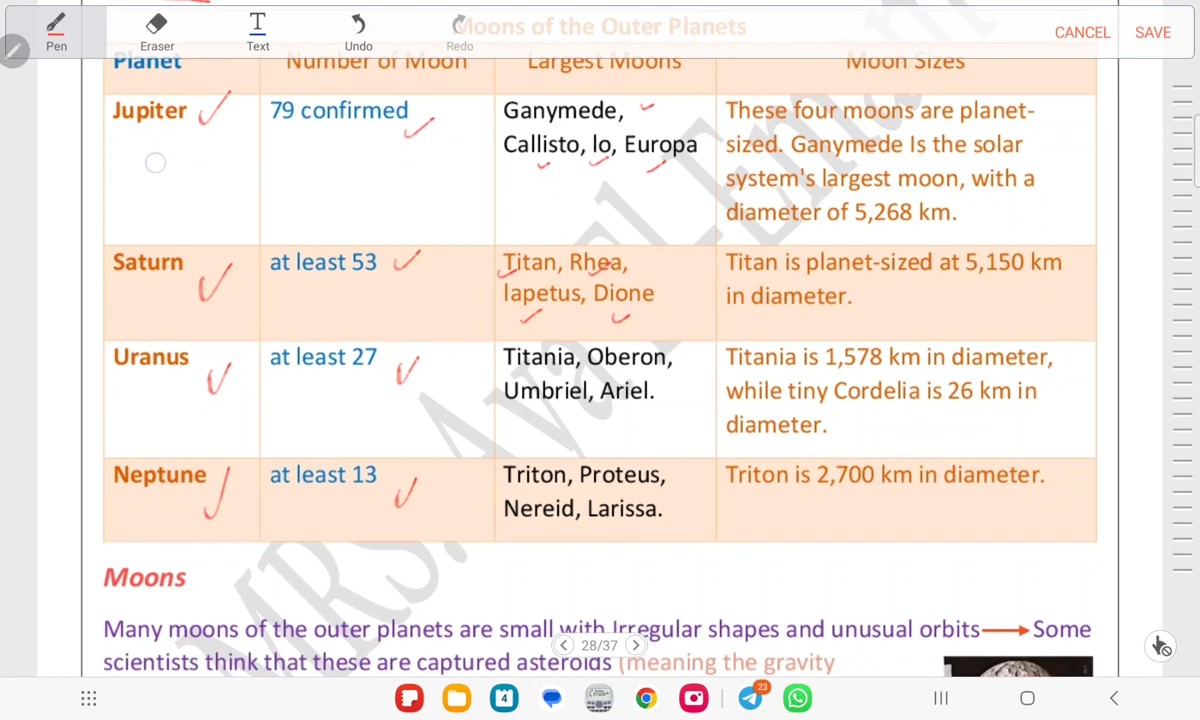 Moons of the Outer Planets
Pen Eraser Text Undo Redo CANCEL SAVE
Planet Number of Moon Largest Moons Moon Sizes
Jupiter 79 confirmed Ganymede, These four moons are planet-
Callisto, lo, Europa sized. Ganymede Is the solar
system's largest moon, with a
diameter of 5,268 km.
Saturn at least 53 Titan, Rhea, Titan is planet-sized at 5,150 km
Iapetus, Dione in diameter.
Uranus at least 27 Titania, Oberon, Titania is 1,578 km in diameter,
Umbriel, Ariel. while tiny Cordelia is 26 km in
diameter.
Neptune at least 13 Triton, Proteus, Triton is 2,700 km in diameter.
Nereid, Larissa.
Moons
Many moons of the outer planets are small with Irregular shapes and unusual orbits Some
28/37
scientists think that these are captured asteroids (meaning the gravity
4 23